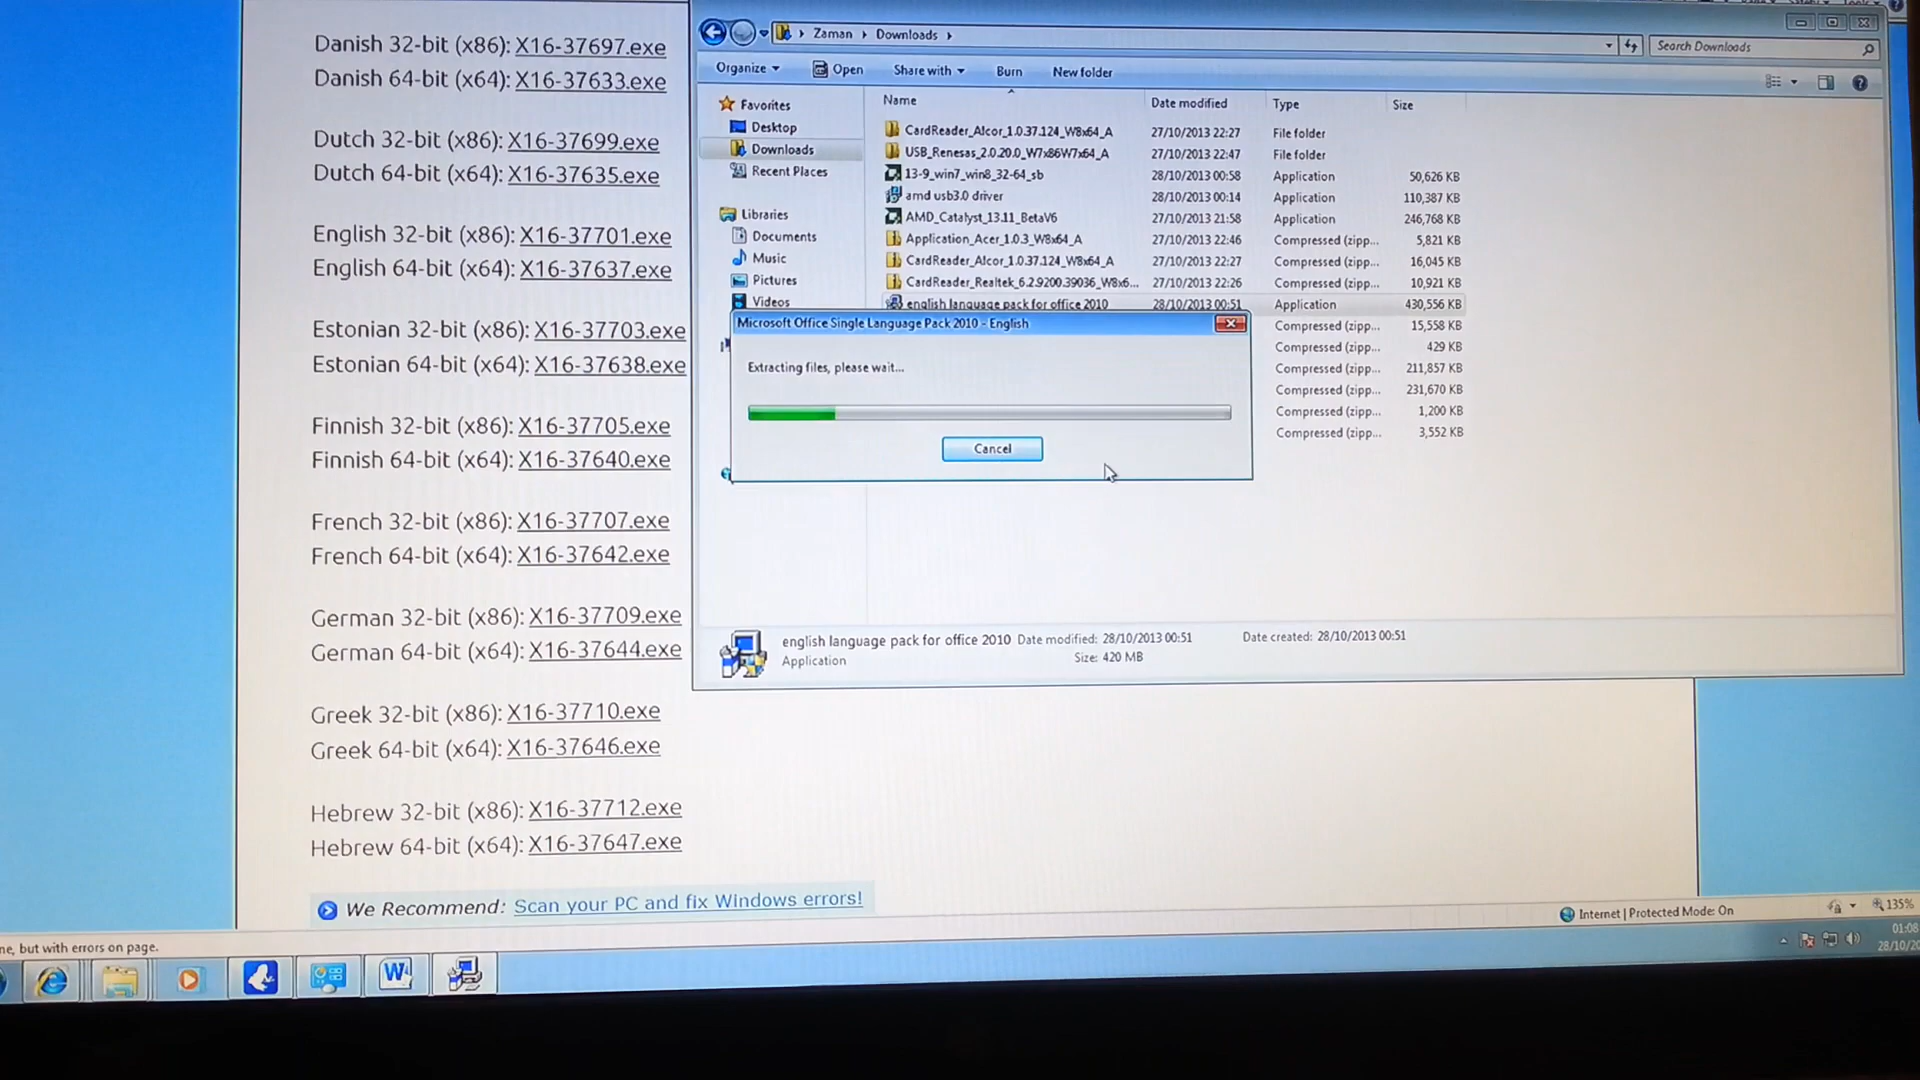 Danish 32-bit (x86): X16-37697.exe
Danish 64-bit (x64): X16-37633.exe
Dutch 32-bit (x86): X16-37699.exe
Dutch 64-bit (x64): X16-37635.exe
English 32-bit (x86): X16-37701.exe
English 64-bit (x64): X16-37637.exe
Estonian 32-bit (x86): X16-37703.exe
Estonian 64-bit (x64): X16-37638.exe
Finnish 32-bit (x86): X16-37705.exe
Finnish 64-bit (x64): X16-37640.exe
French 32-bit (x86): X16-37707.exe
French 64-bit (x64): X16-37642.exe
German 32-bit (x86): X16-37709.exe
German 64-bit (x64): X16-37644.exe
Greek 32-bit (x86): X16-37710.exe
Greek 64-bit (x64): X16-37646.exe
Hebrew 32-bit (x86): X16-37712.exe
Hebrew 64-bit (x64): X16-37647.exe
We Recommend: Scan your PC and fix Windows errors!
Zaman Downloads
Search Downloads
Organize Open Share with Burn New folder
Favorites
Desktop
Downloads
Recent Places
Libraries
Documents
Music
Pictures
Videos
Name Date modified Type Size
CardReader_Alcor_1.0.37.124_W8x64_A 27/10/2013 22:27 File folder
USB_Renesas_2.0.20.0_W7x86W7x64_A 27/10/2013 22:47 File folder
13-9_win7_win8_32-64_sb 28/10/2013 00:58 Application 50,626 KB
amd usb3.0 driver 28/10/2013 00:14 Application 110,387 KB
AMD_Catalyst_13.11_BetaV6 27/10/2013 21:58 Application 246,768 KB
Application_Acer_1.0.3_W8x64_A 27/10/2013 22:46 Compressed (zipp... 5,821 KB
CardReader_Alcor_1.0.37.124_W8x64_A 27/10/2013 22:27 Compressed (zipp... 16,045 KB
CardReader_Realtek_6.2.9200.39036_W8x6... 27/10/2013 22:26 Compressed (zipp... 10,921 KB
english language pack for office 2010 28/10/2013 00:51 Application 430,556 KB
Compressed (zipp... 15,558 KB
Compressed (zipp... 429 KB
Compressed (zipp... 211,857 KB
Compressed (zipp... 231,670 KB
Compressed (zipp... 1,200 KB
Compressed (zipp... 3,552 KB
Microsoft Office Single Language Pack 2010 - English
Extracting files, please wait...
Cancel
english language pack for office 2010 Date modified: 28/10/2013 00:51 Date created: 28/10/2013 00:51
Application Size: 420 MB
ne, but with errors on page.
Internet | Protected Mode: On
135%
01:08
28/10/20